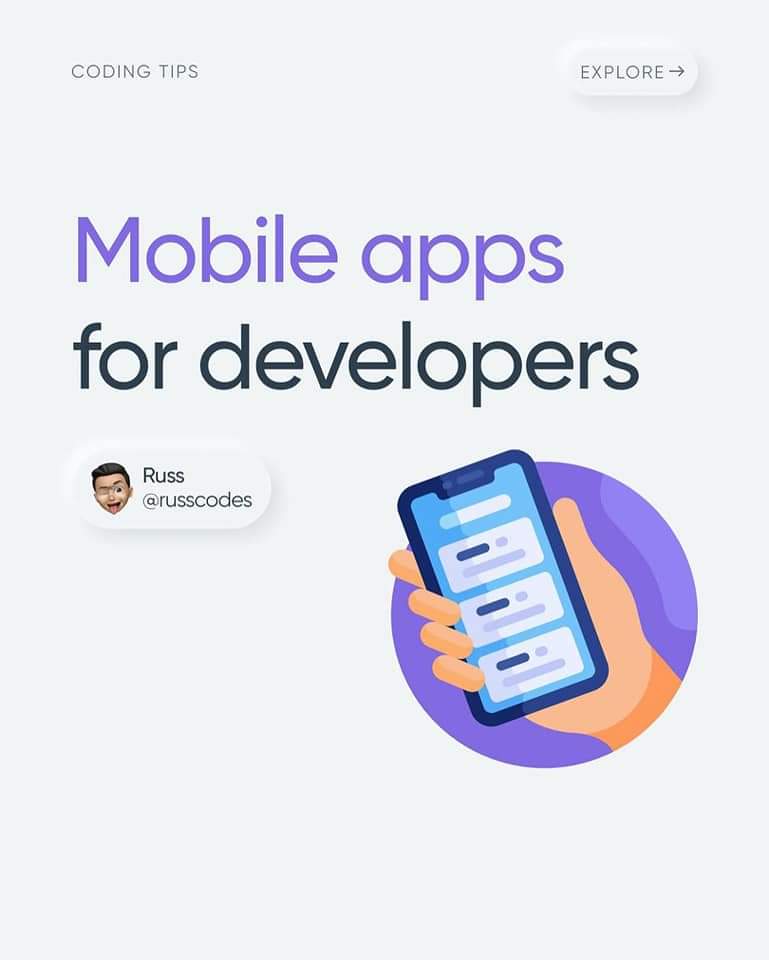 CODING TIPS
EXPLORE →
Mobile apps
for developers
Russ
@russcodes